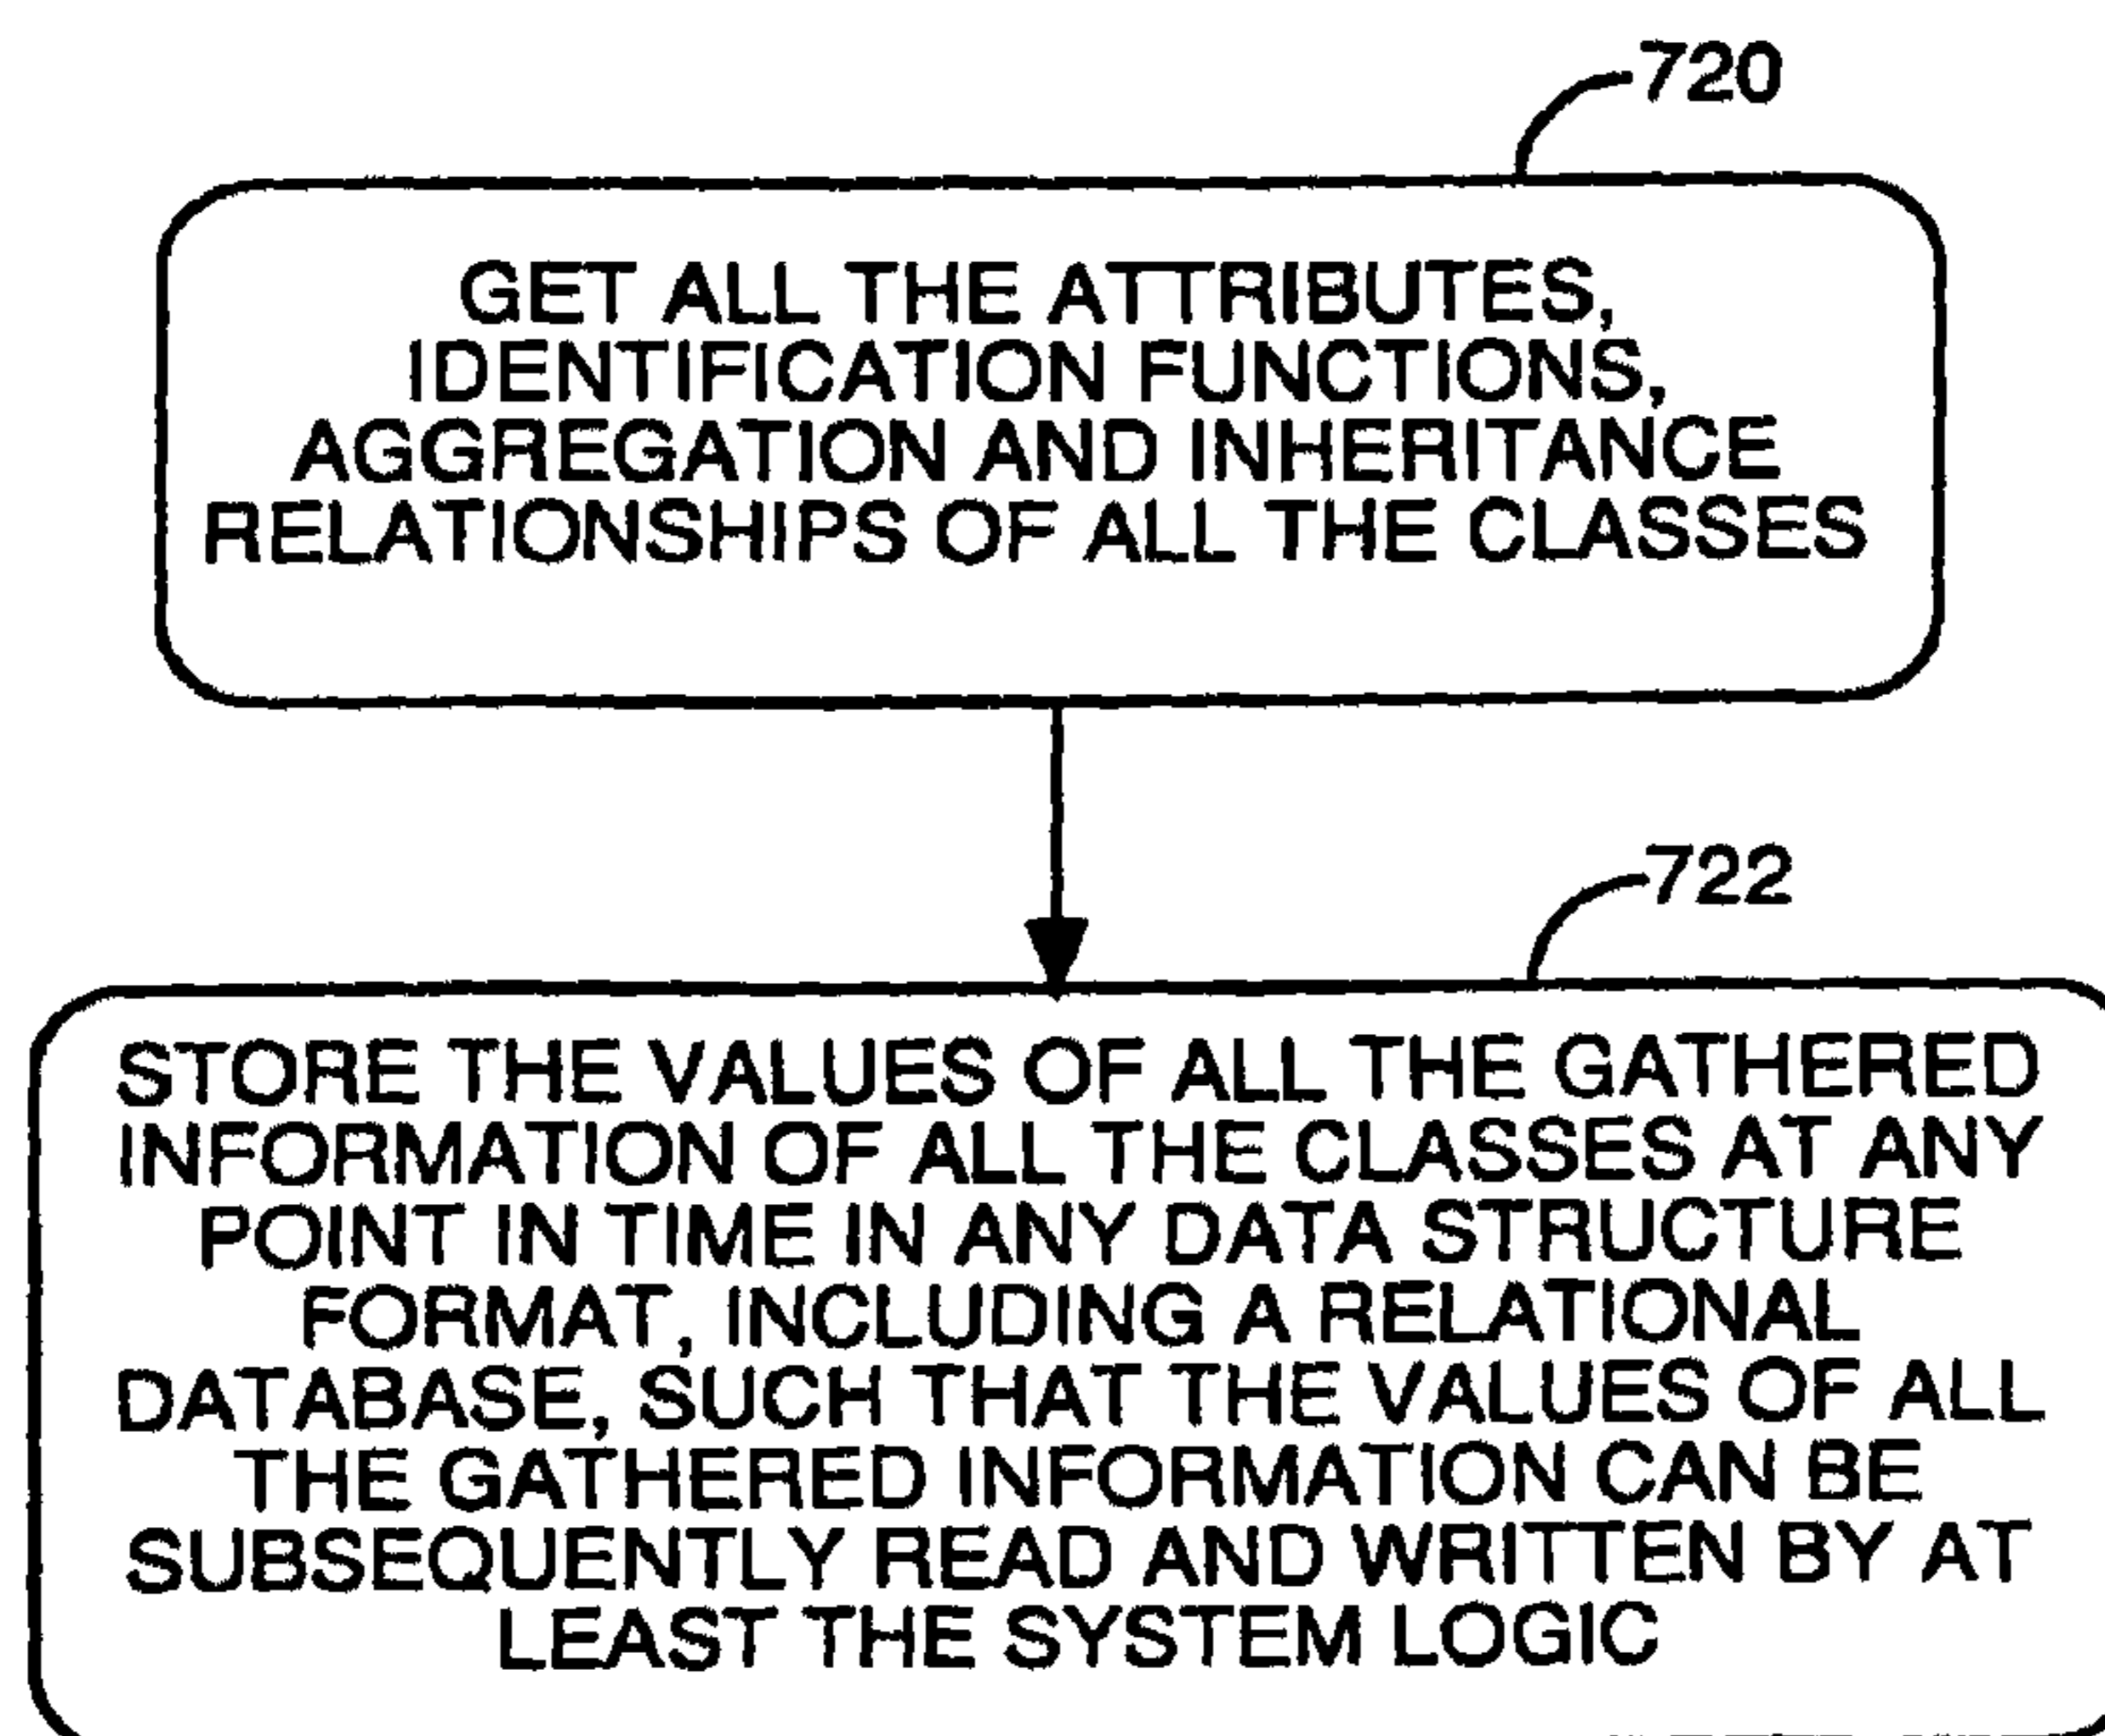 720
GET ALL THE ATTRIBUTES,
IDENTIFICATION FUNCTIONS,
AGGREGATION AND INHERITANCE
RELATIONSHIPS OF ALL THE CLASSES
722
STORE THE VALUES OF ALL THE GATHERED
INFORMATION OF ALL THE CLASSES AT ANY
POINT IN TIME IN ANY DATA STRUCTURE
FORMAT, INCLUDING A RELATIONAL
DATABASE, SUCH THAT THE VALUES OF ALL
THE GATHERED INFORMATION CAN BE
SUBSEQUENTLY READ AND WRITTEN BY AT
LEAST THE SYSTEM LOGIC